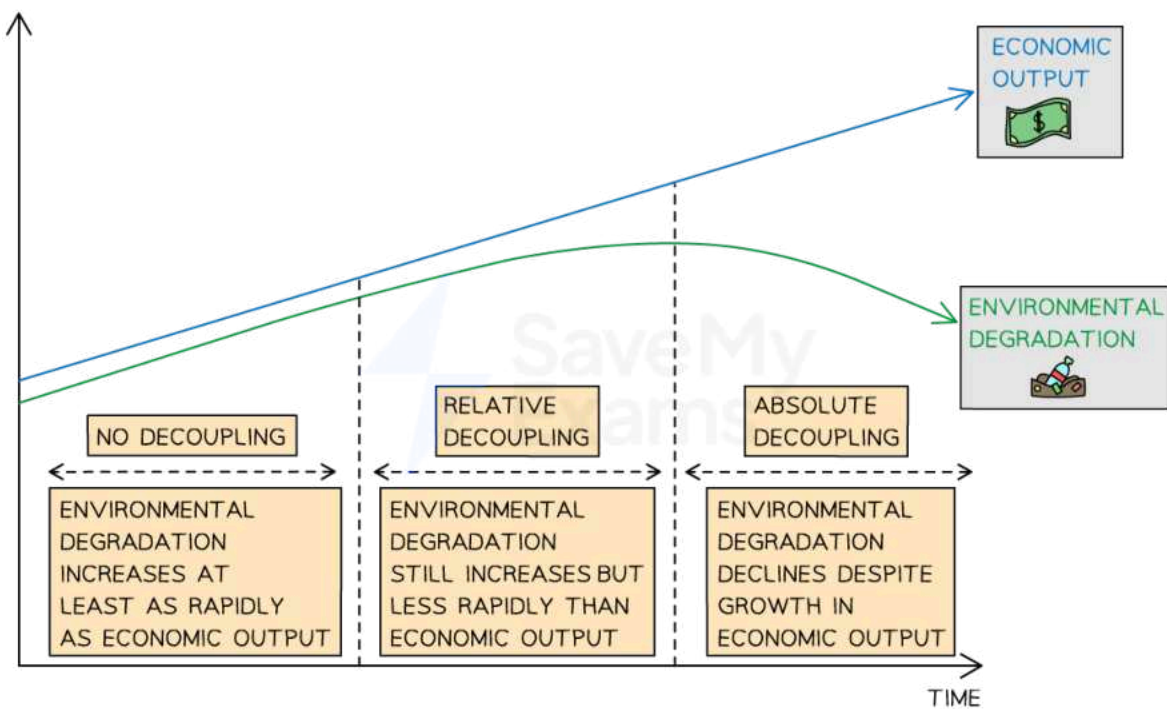 ECONOMIC
OUTPUT
$
ENVIRONMENTAL
DEGRADATION
SaveMy
Exams
NO DECOUPLING
RELATIVE
DECOUPLING
ABSOLUTE
DECOUPLING
ENVIRONMENTAL
DEGRADATION
INCREASES AT
LEAST AS RAPIDLY
AS ECONOMIC OUTPUT
ENVIRONMENTAL
DEGRADATION
STILL INCREASES BUT
LESS RAPIDLY THAN
ECONOMIC OUTPUT
ENVIRONMENTAL
DEGRADATION
DECLINES DESPITE
GROWTH IN
ECONOMIC OUTPUT
TIME